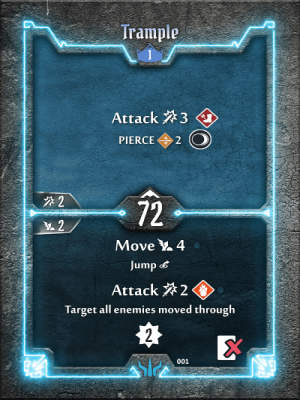 Trample
1
Attack 3
PIERCE 2
2
72
2
Move 4
Jump
Attack 2
Target all enemies moved through
2
001